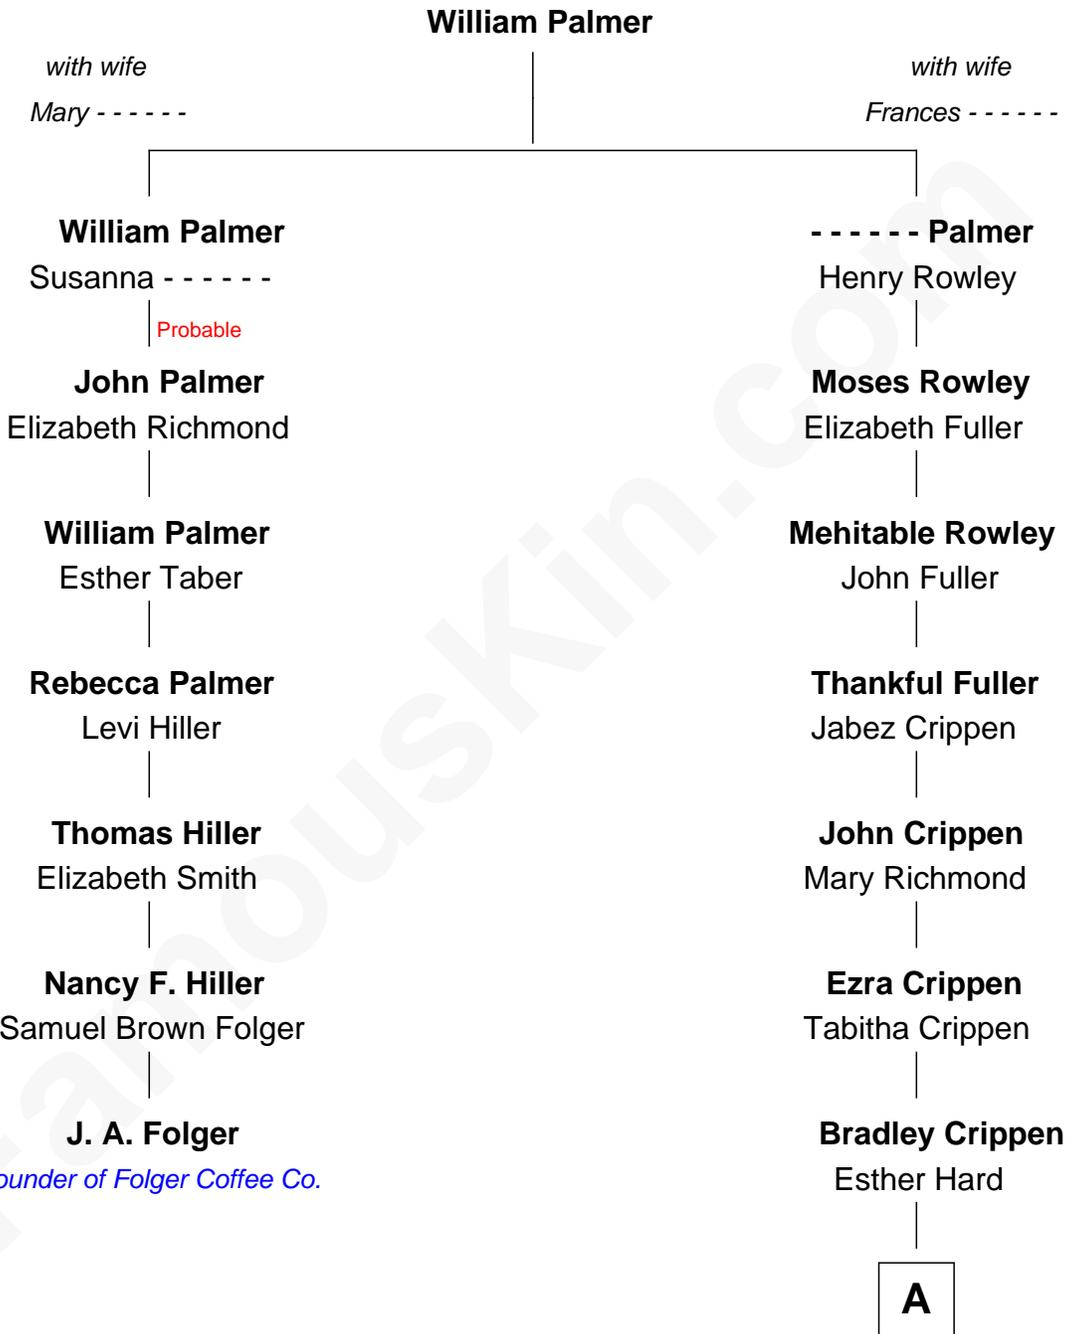 William Palmer
with wife
Mary - - - - - -
with wife
Frances - - - - - -
William Palmer
Susanna - - - - - -
Probable
John Palmer
Elizabeth Richmond
William Palmer
Esther Taber
Rebecca Palmer
Levi Hiller
Thomas Hiller
Elizabeth Smith
Nancy F. Hiller
Samuel Brown Folger
J. A. Folger
ounder of Folger Coffee Co.
- - - - - - Palmer
Henry Rowley
Moses Rowley
Elizabeth Fuller
Mehitable Rowley
John Fuller
Thankful Fuller
Jabez Crippen
John Crippen
Mary Richmond
Ezra Crippen
Tabitha Crippen
Bradley Crippen
Esther Hard
A
FamousKin.com